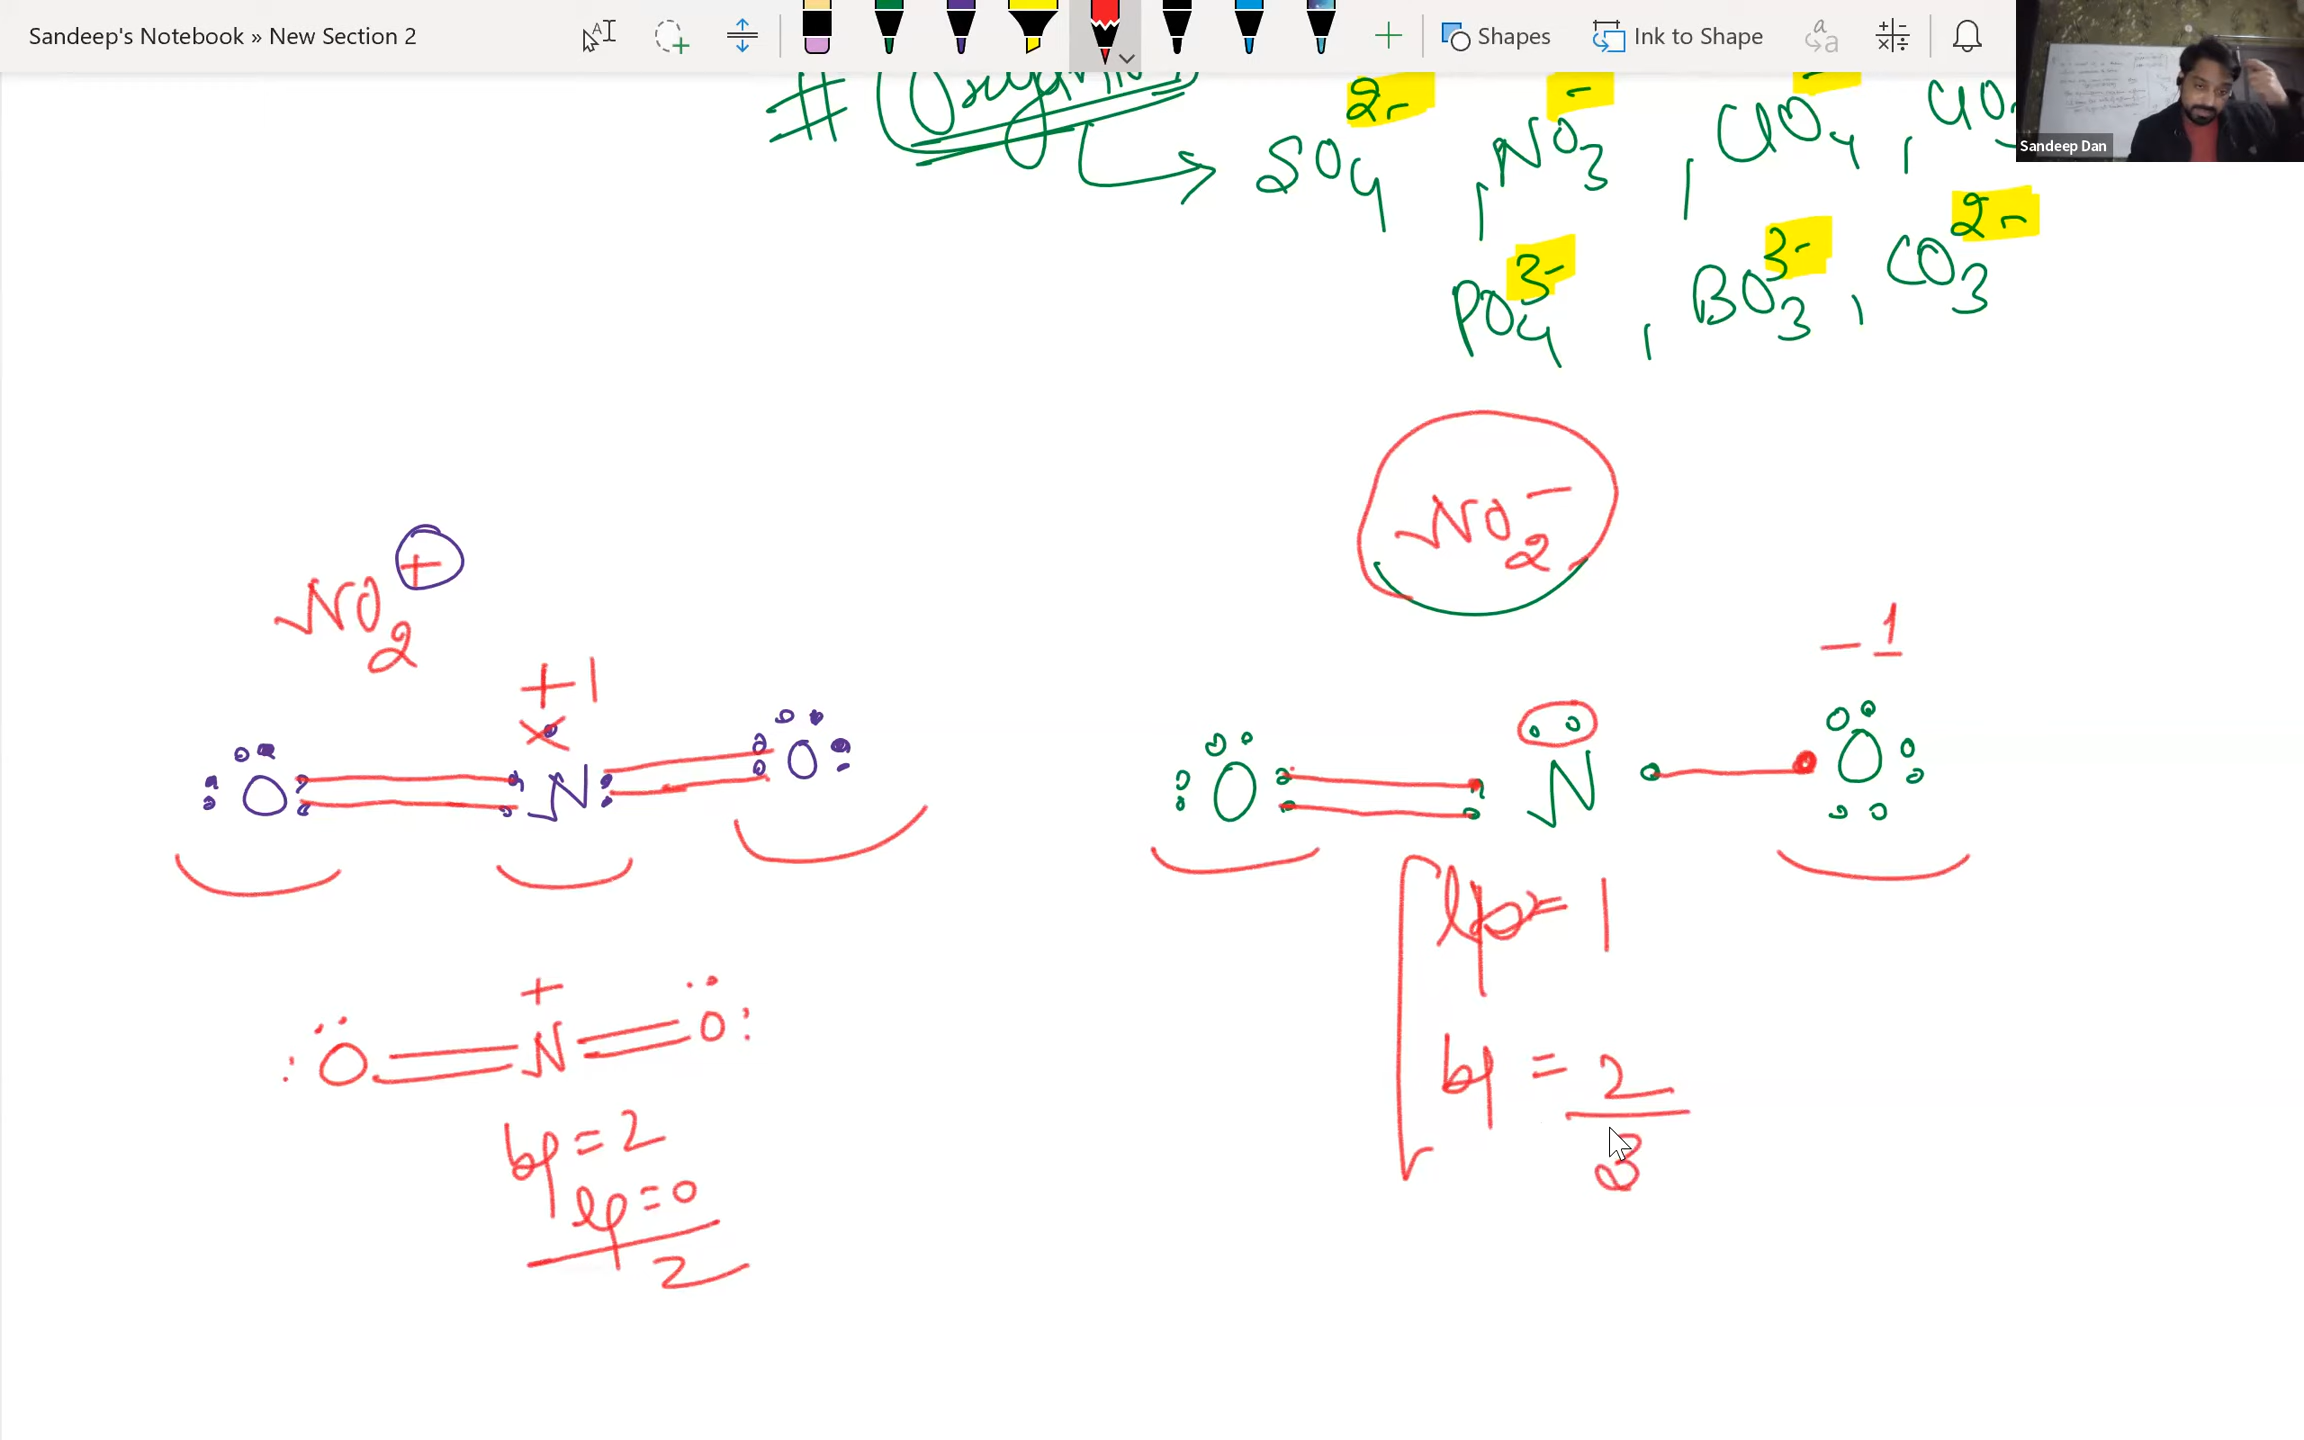 Sandeep's Notebook » New Section 2
Shapes
Ink to Shape
Sandeep Dan
#
SO4 2-, NO3 -, ClO4 -, ClO3
PO4 3-, BO3 3-, CO3 2-
NO2 -
NO2 +
+1
-1
O N O
O N O
lp = 1
+
O N O
bp = 2
bp = 2
lp = 0
3
2